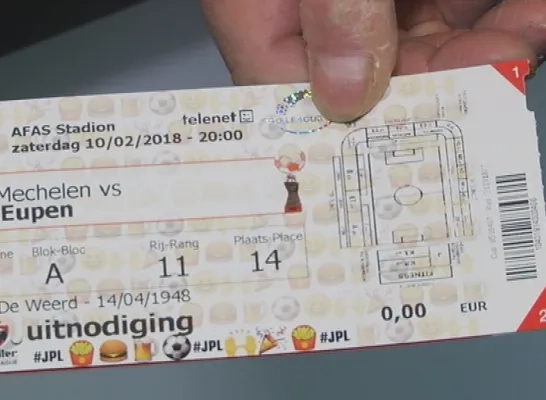 AFAS Stadion
telenet
zaterdag 10/02/2018 - 20:00
Mechelen vs
Eupen
Blok-Bloc
Rij-Rang
Plaats-Place
A
11
14
De Weerd - 14/04/1948
uitnodiging
0,00 EUR
#JPL
#JPL
#JPL
FITNESS
1
2